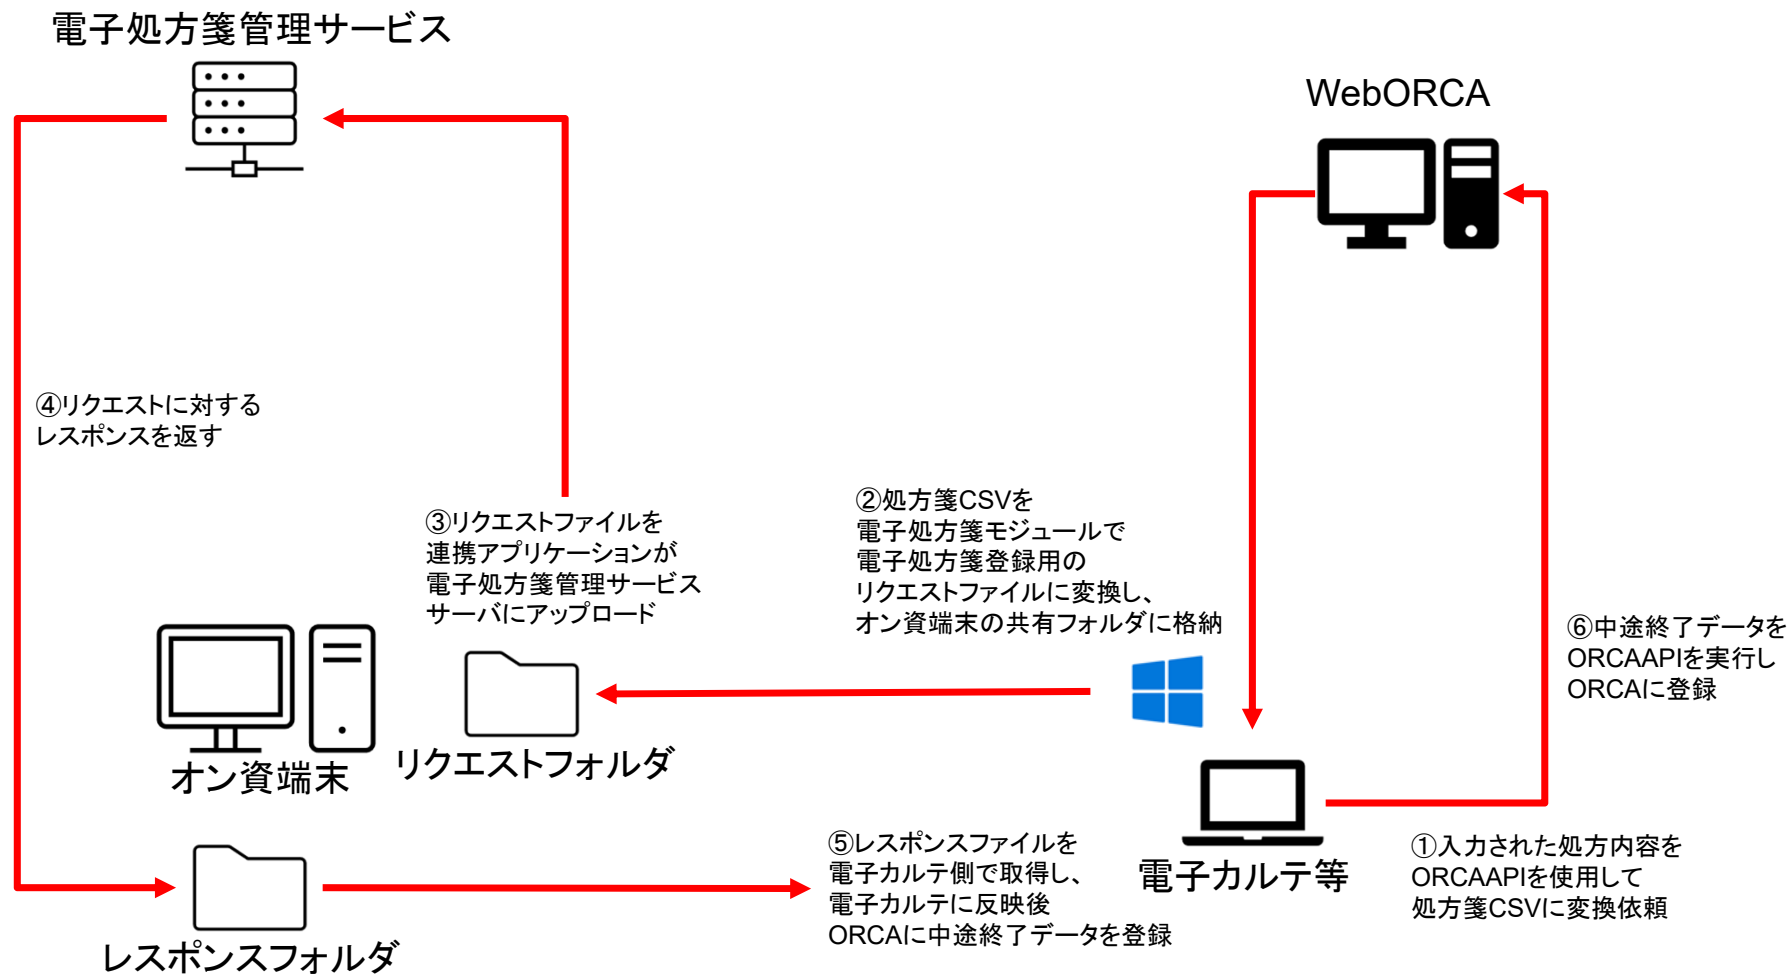 電子処方箋管理サービス
WebORCA
④リクエストに対する
レスポンスを返す
③リクエストファイルを
連携アプリケーションが
電子処方箋管理サービス
サーバにアップロード
②処方箋CSVを
電子処方箋モジュールで
電子処方箋登録用の
リクエストファイルに変換し、
オン資端末の共有フォルダに格納
⑥中途終了データを
ORCAAPIを実行し
ORCAに登録
オン資端末
リクエストフォルダ
⑤レスポンスファイルを
電子カルテ側で取得し、
電子カルテに反映後
ORCAに中途終了データを登録
電子カルテ等
①入力された処方内容を
ORCAAPIを使用して
処方箋CSVに変換依頼
レスポンスフォルダ